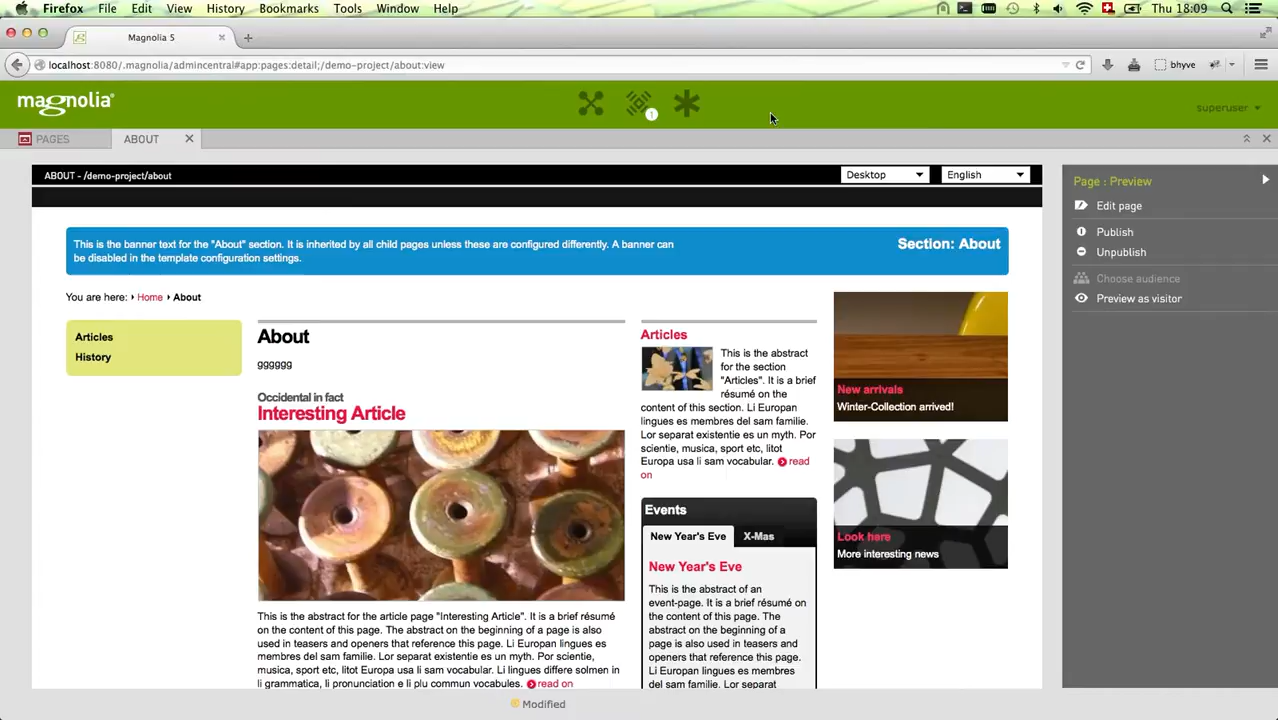 Firefox File Edit View History Bookmarks Tools Window Help Thu 18:09
Magnolia 5
localhost:8080/.magnolia/admincentral#app:pages:detail;/demo-project/about:view
bhyve
magnolia®
1
superuser
PAGES
ABOUT
ABOUT - /demo-project/about
Desktop
English
This is the banner text for the "About" section. It is inherited by all child pages unless these are configured differently. A banner can
be disabled in the template configuration settings.
Section: About
You are here: Home About
Articles
History
About
gggggg
Occidental in fact
Interesting Article
This is the abstract for the article page "Interesting Article". It is a brief résumé
on the content of this page. The abstract on the beginning of a page is also
used in teasers and openers that reference this page. Li Europan lingues es
membres del sam familie. Lor separat existentie es un myth. Por scientie,
musica, sport etc, litot Europa usa li sam vocabular. Li lingues differe solmen in
li grammatica, li pronunciation e li plu commun vocabules. read on
Articles
This is the abstract
for the section
"Articles". It is a brief
résumé on the
content of this section. Li Europan
lingues es membres del sam familie.
Lor separat existentie es un myth. Por
scientie, musica, sport etc, litot
Europa usa li sam vocabular. read
on
Events
New Year's Eve
X-Mas
New Year's Eve
This is the abstract of an
event-page. It is a brief résumé on
the content of this page. The
abstract on the beginning of a
page is also used in teasers and
openers that reference this page.
Li Europan lingues es membres
del sam familie. Lor separat
New arrivals
Winter-Collection arrived!
Look here
More interesting news
Page : Preview
Edit page
Publish
Unpublish
Choose audience
Preview as visitor
Modified